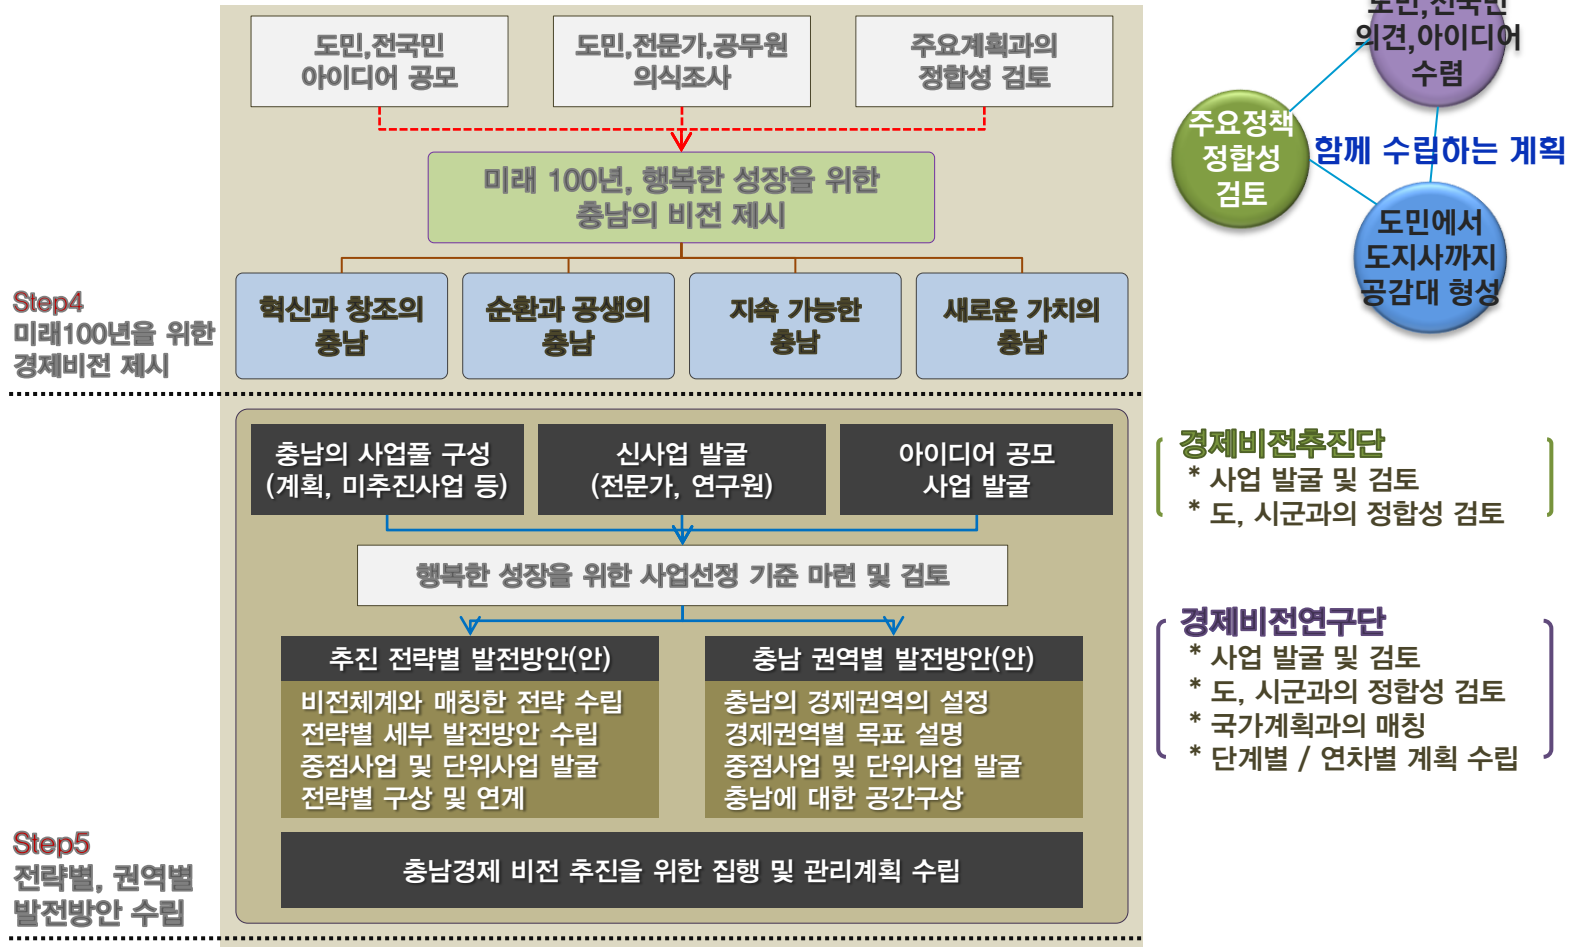 도민,전국민
아이디어 공모
도민,전문가,공무원
의식조사
주요계획과의
정합성 검토
미래 100년, 행복한 성장을 위한
충남의 비전 제시
혁신과 창조의
충남
순환과 공생의
충남
지속 가능한
충남
새로운 가치의
충남
Step4
미래100년을 위한
경제비전 제시
도민,전국민
의견,아이디어
수렴
주요정책
정합성
검토
함께 수립하는 계획
도민에서
도지사까지
공감대 형성
충남의 사업풀 구성
(계획, 미추진사업 등)
신사업 발굴
(전문가, 연구원)
아이디어 공모
사업 발굴
행복한 성장을 위한 사업선정 기준 마련 및 검토
추진 전략별 발전방안(안)
비전체계와 매칭한 전략 수립
전략별 세부 발전방안 수립
중점사업 및 단위사업 발굴
전략별 구상 및 연계
충남 권역별 발전방안(안)
충남의 경제권역의 설정
경제권역별 목표 설명
중점사업 및 단위사업 발굴
충남에 대한 공간구상
충남경제 비전 추진을 위한 집행 및 관리계획 수립
Step5
전략별, 권역별
발전방안 수립
경제비전추진단
* 사업 발굴 및 검토
* 도, 시군과의 정합성 검토
경제비전연구단
* 사업 발굴 및 검토
* 도, 시군과의 정합성 검토
* 국가계획과의 매칭
* 단계별 / 연차별 계획 수립